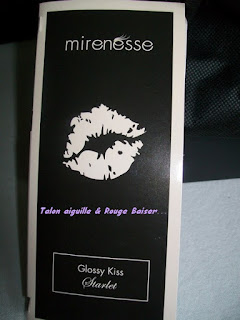 mirenesse
Talon aiguille & Rouge Baiser...
Glossy Kiss
Starlet